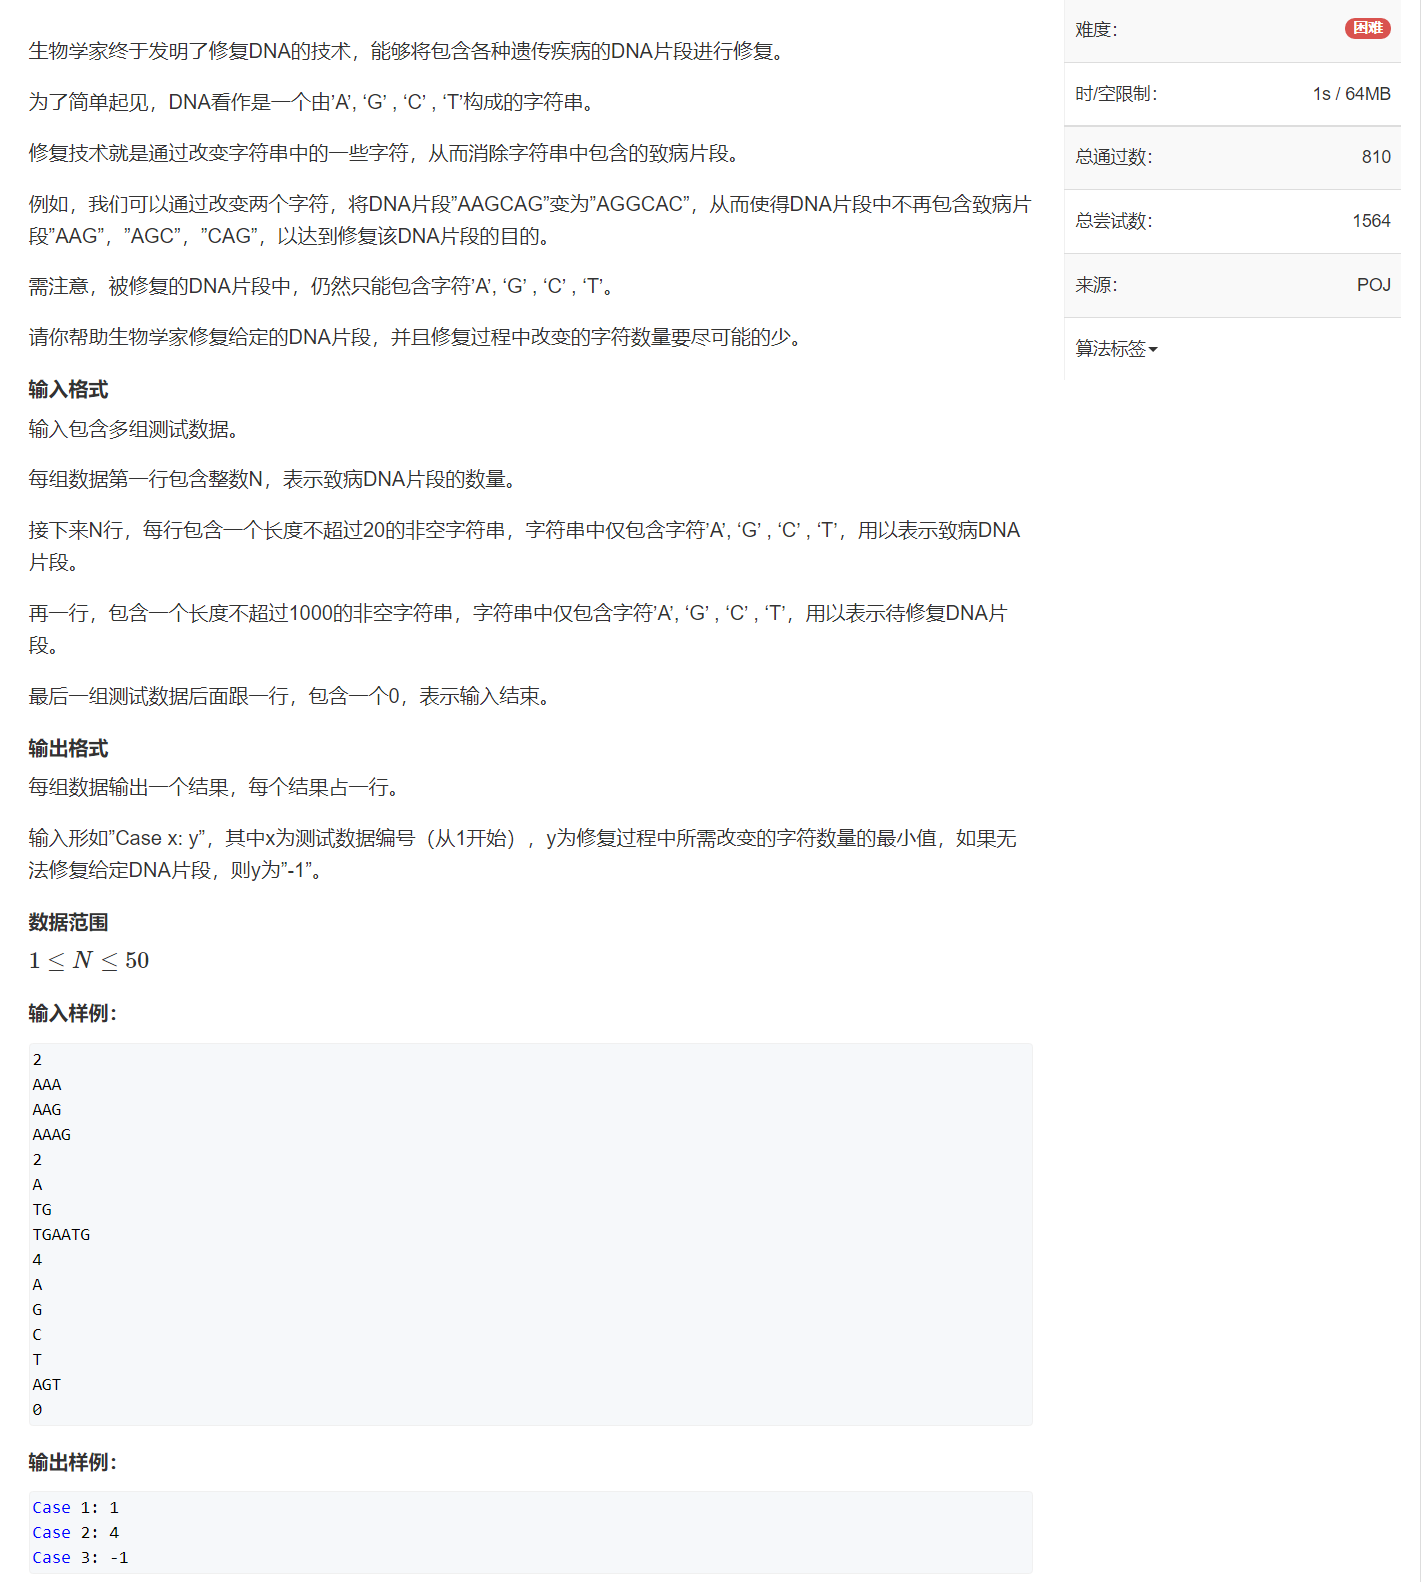 生物学家终于发明了修复DNA的技术，能够将包含各种遗传疾病的DNA片段进行修复。
为了简单起见，DNA看作是一个由’A’, ‘G’ , ‘C’ , ‘T’构成的字符串。
修复技术就是通过改变字符串中的一些字符，从而消除字符串中包含的致病片段。
例如，我们可以通过改变两个字符，将DNA片段”AAGCAG”变为”AGGCAC”，从而使得DNA片段中不再包含致病片
段”AAG”，”AGC”，”CAG”，以达到修复该DNA片段的目的。
需注意，被修复的DNA片段中，仍然只能包含字符’A’, ‘G’ , ‘C’ , ‘T’。
请你帮助生物学家修复给定的DNA片段，并且修复过程中改变的字符数量要尽可能的少。
输入格式
输入包含多组测试数据。
每组数据第一行包含整数N，表示致病DNA片段的数量。
接下来N行，每行包含一个长度不超过20的非空字符串，字符串中仅包含字符’A’, ‘G’ , ‘C’ , ‘T’，用以表示致病DNA
片段。
再一行，包含一个长度不超过1000的非空字符串，字符串中仅包含字符’A’, ‘G’ , ‘C’ , ‘T’，用以表示待修复DNA片
段。
最后一组测试数据后面跟一行，包含一个0，表示输入结束。
输出格式
每组数据输出一个结果，每个结果占一行。
输入形如”Case x: y”，其中x为测试数据编号（从1开始），y为修复过程中所需改变的字符数量的最小值，如果无
法修复给定DNA片段，则y为”-1”。
数据范围
1 ≤ N ≤ 50
输入样例：
2
AAA
AAG
AAAG
2
A
TG
TGAATG
4
A
G
C
T
AGT
0
输出样例：
Case 1: 1
Case 2: 4
Case 3: -1
难度： 困难
时/空限制： 1s / 64MB
总通过数： 810
总尝试数： 1564
来源： POJ
算法标签